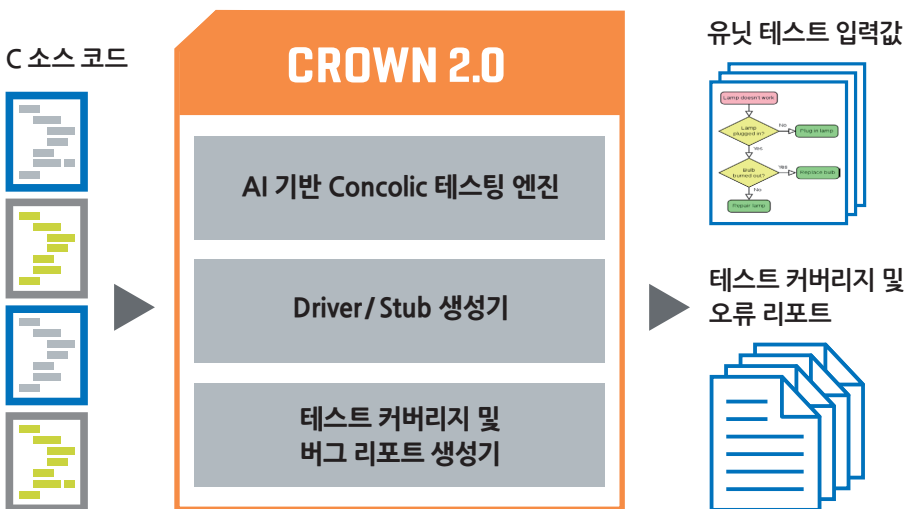 C 소스 코드
CROWN 2.0
AI 기반 Concolic 테스팅 엔진
Driver / Stub 생성기
테스트 커버리지 및
버그 리포트 생성기
유닛 테스트 입력값
Lamp doesn't work
Lamp
plugged in?
No
Plug in lamp
Yes
Bulb
burned out?
Yes
Replace bulb
No
Repair lamp
테스트 커버리지 및
오류 리포트